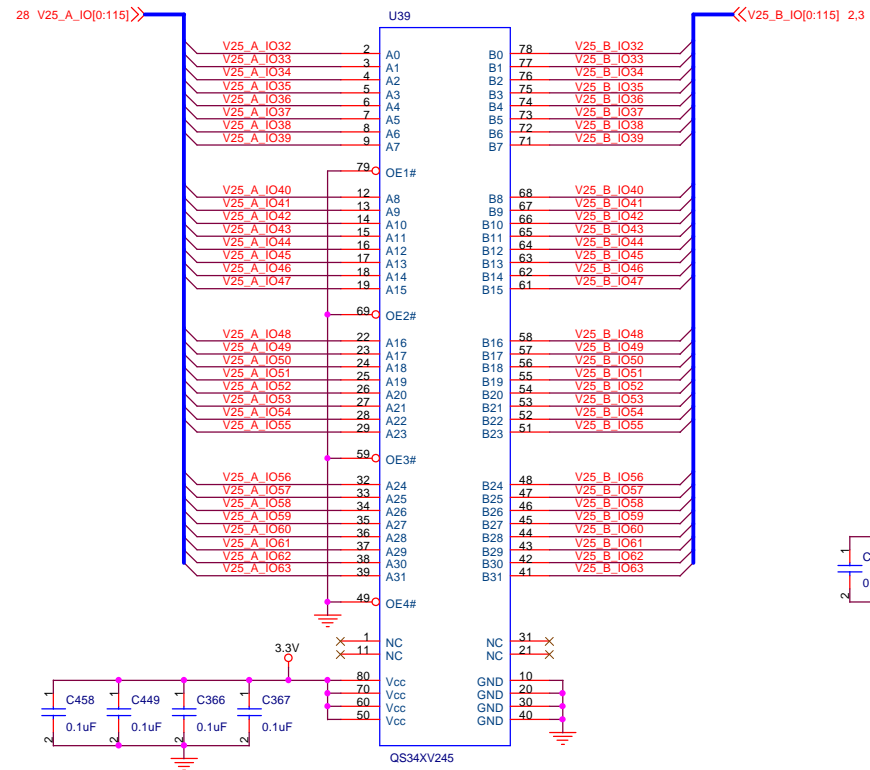 28 V25_A_IO[0:115] U39 V25_B_IO[0:115] 2,3
V25_A_IO32 2 A0 B0 78 V25_B_IO32
V25_A_IO33 3 A1 B1 77 V25_B_IO33
V25_A_IO34 4 A2 B2 76 V25_B_IO34
V25_A_IO35 5 A3 B3 75 V25_B_IO35
V25_A_IO36 6 A4 B4 74 V25_B_IO36
V25_A_IO37 7 A5 B5 73 V25_B_IO37
V25_A_IO38 8 A6 B6 72 V25_B_IO38
V25_A_IO39 9 A7 B7 71 V25_B_IO39
79 OE1#
V25_A_IO40 12 A8 B8 68 V25_B_IO40
V25_A_IO41 13 A9 B9 67 V25_B_IO41
V25_A_IO42 14 A10 B10 66 V25_B_IO42
V25_A_IO43 15 A11 B11 65 V25_B_IO43
V25_A_IO44 16 A12 B12 64 V25_B_IO44
V25_A_IO45 17 A13 B13 63 V25_B_IO45
V25_A_IO46 18 A14 B14 62 V25_B_IO46
V25_A_IO47 19 A15 B15 61 V25_B_IO47
69 OE2#
V25_A_IO48 22 A16 B16 58 V25_B_IO48
V25_A_IO49 23 A17 B17 57 V25_B_IO49
V25_A_IO50 24 A18 B18 56 V25_B_IO50
V25_A_IO51 25 A19 B19 55 V25_B_IO51
V25_A_IO52 26 A20 B20 54 V25_B_IO52
V25_A_IO53 27 A21 B21 53 V25_B_IO53
V25_A_IO54 28 A22 B22 52 V25_B_IO54
V25_A_IO55 29 A23 B23 51 V25_B_IO55
59 OE3#
V25_A_IO56 32 A24 B24 48 V25_B_IO56
V25_A_IO57 33 A25 B25 47 V25_B_IO57
V25_A_IO58 34 A26 B26 46 V25_B_IO58
V25_A_IO59 35 A27 B27 45 V25_B_IO59
V25_A_IO60 36 A28 B28 44 V25_B_IO60
V25_A_IO61 37 A29 B29 43 V25_B_IO61
V25_A_IO62 38 A30 B30 42 V25_B_IO62
V25_A_IO63 39 A31 B31 41 V25_B_IO63
1 C
0
2
49 OE4#
1 NC NC 31
11 NC NC 21
3.3V
80 Vcc GND 10
70 Vcc GND 20
60 Vcc GND 30
50 Vcc GND 40
1 C458 1 C449 1 C366 1 C367
0.1uF 0.1uF 0.1uF 0.1uF
2 2 2 2
QS34XV245